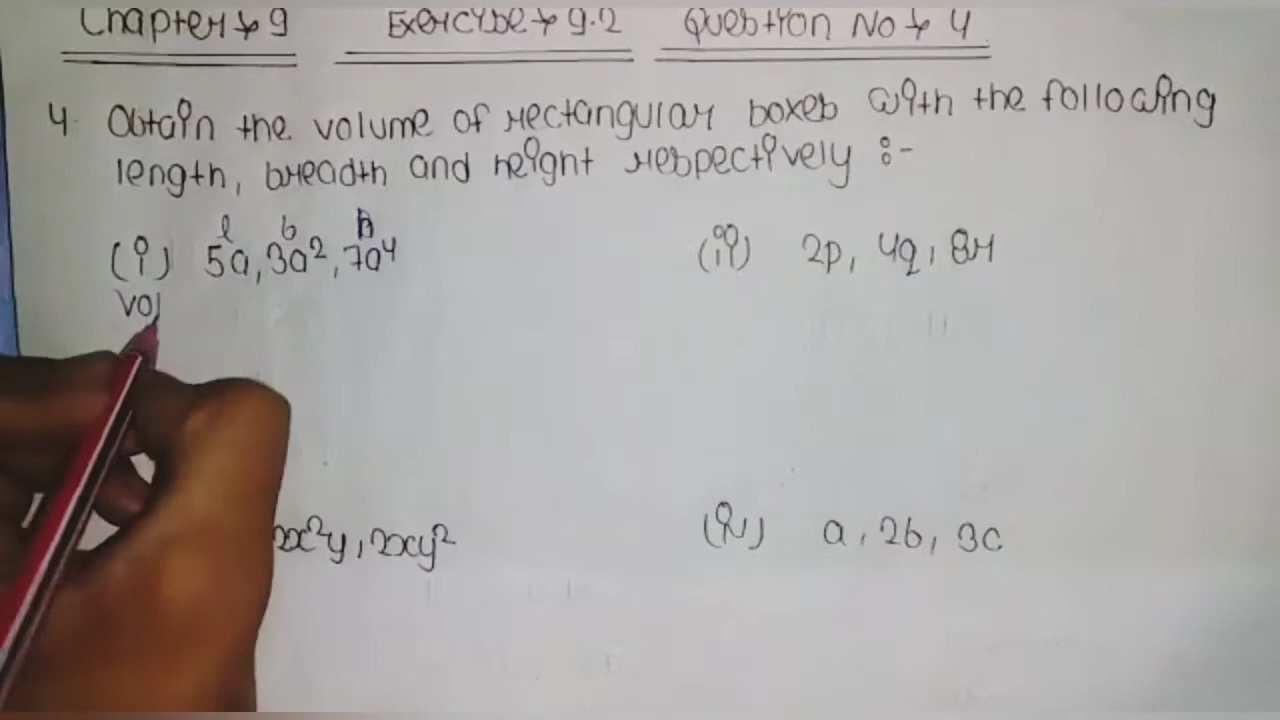 Chapter → 9 Exercise → 9.2 Question No → 4
4. Obtain the volume of rectangular boxes with the following
length, breadth and height respectively :-
l b h
(i) 5a, 3a², 7a⁴ (ii) 2p, 4q, 8r
Vol
2x²y, 2xy² (iv) a, 2b, 3c